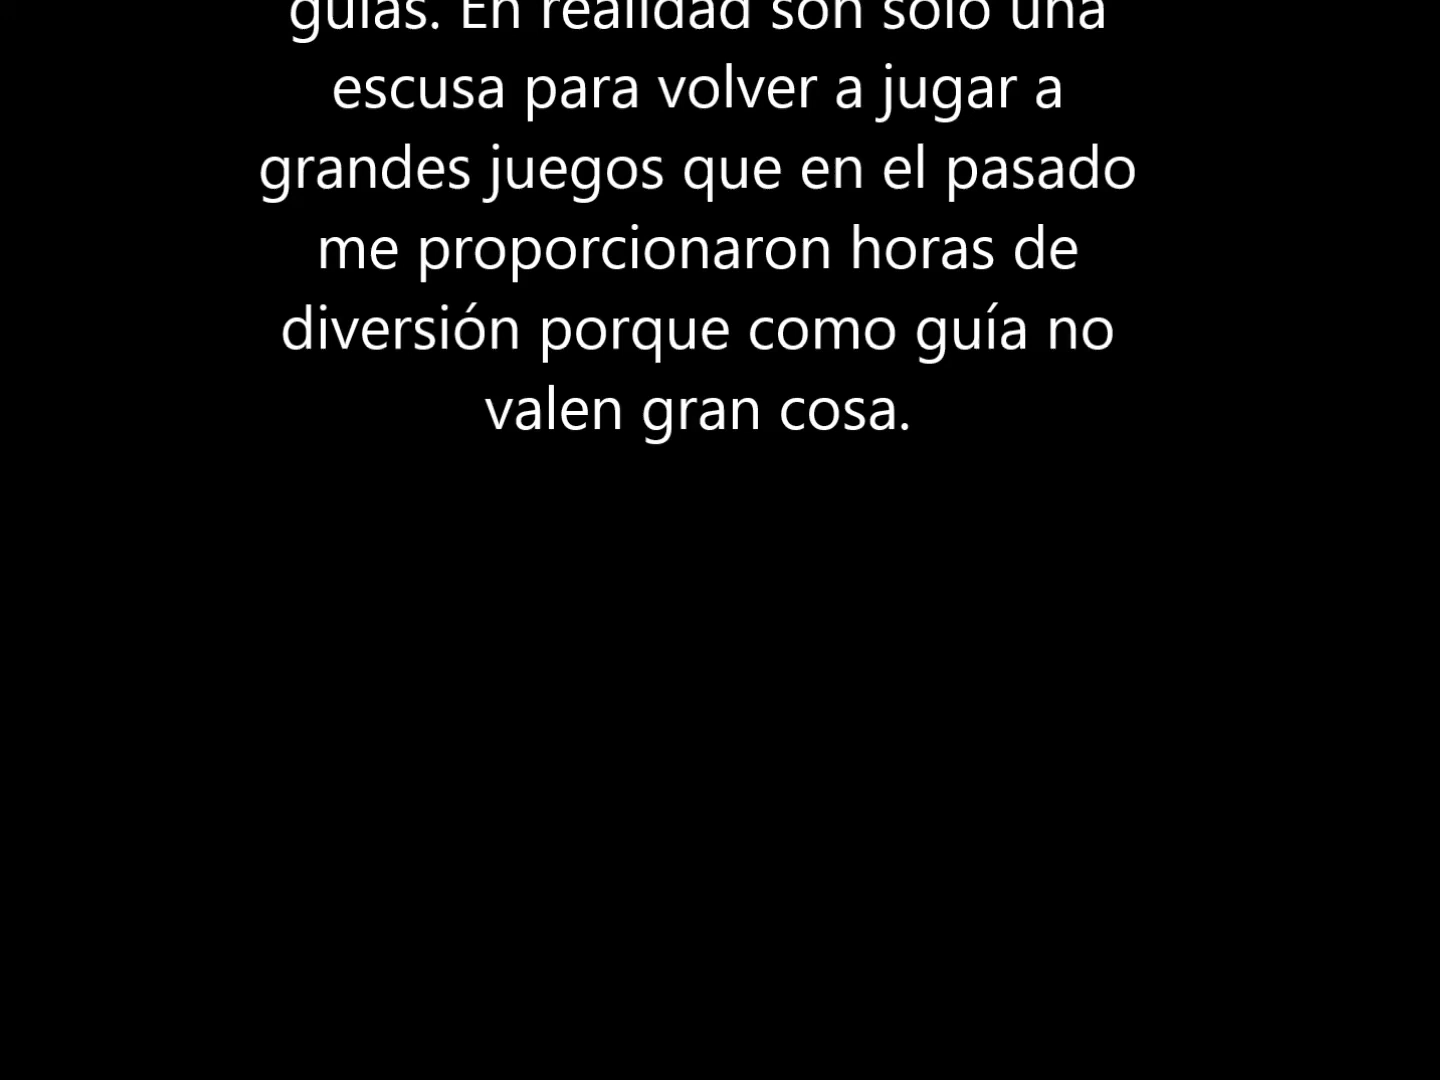 guías. En realidad son solo una
escusa para volver a jugar a
grandes juegos que en el pasado
me proporcionaron horas de
diversión porque como guía no
valen gran cosa.